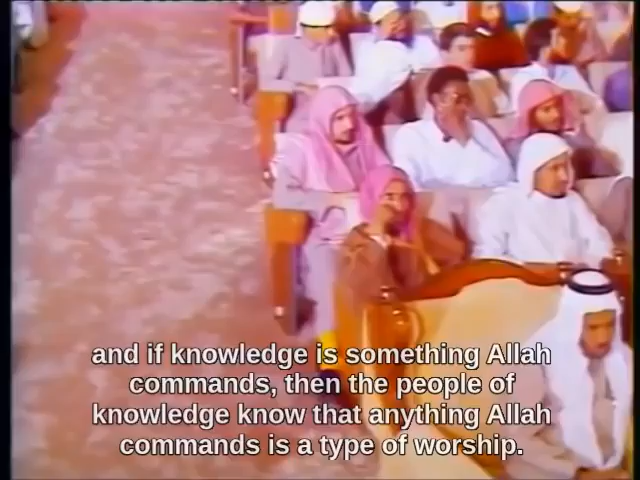 and if knowledge is something Allah
commands, then the people of
knowledge know that anything Allah
commands is a type of worship.